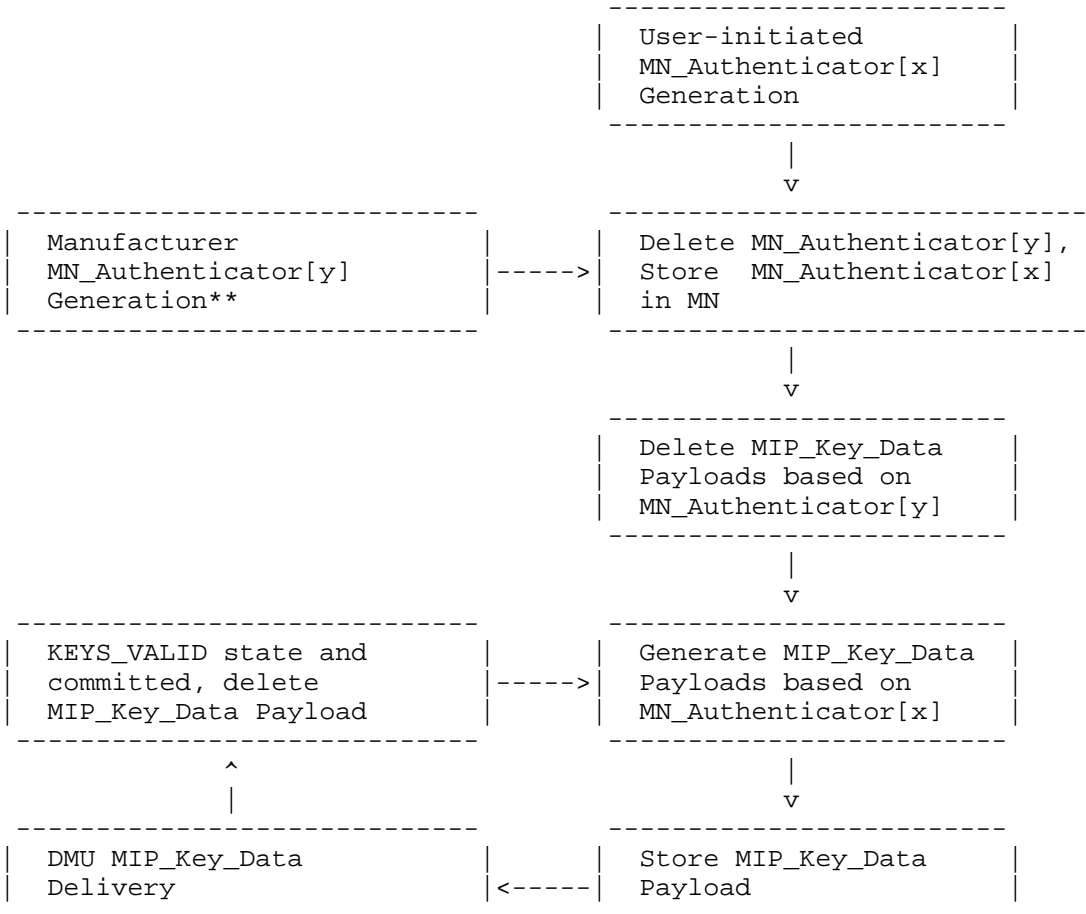 User-initiated
MN_Authenticator[x]
Generation
Manufacturer
MN_Authenticator[y]
Generation**
Delete MN_Authenticator[y],
Store MN_Authenticator[x]
in MN
Delete MIP_Key_Data
Payloads based on
MN_Authenticator[y]
KEYS_VALID state and
committed, delete
MIP_Key_Data Payload
Generate MIP_Key_Data
Payloads based on
MN_Authenticator[x]
DMU MIP_Key_Data
Delivery
Store MIP_Key_Data
Payload